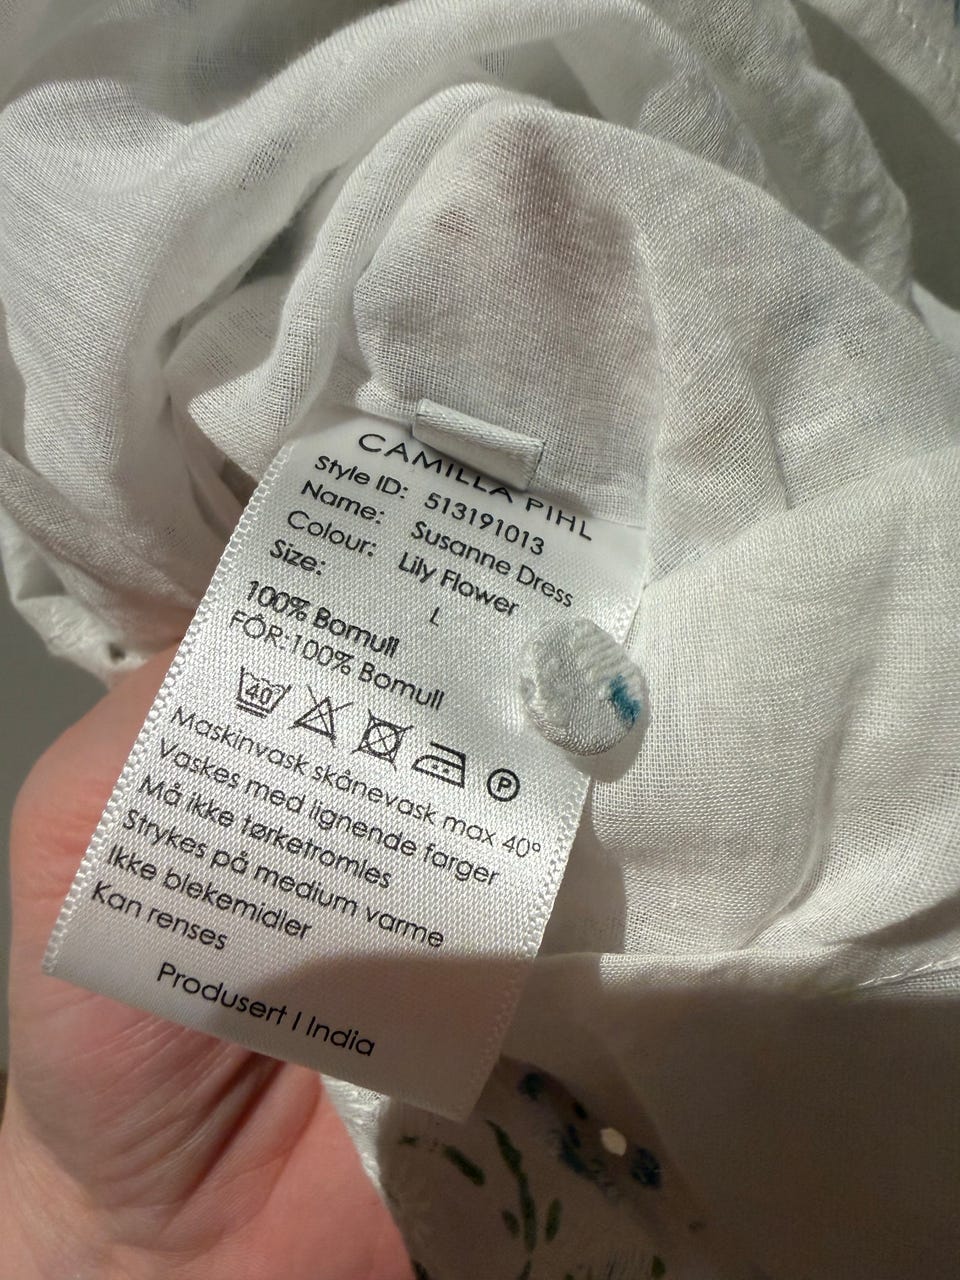 CAMILLA PIHL
Style ID: 513191013
Name: Susanne Dress
Colour: Lily Flower
Size: L
100% Bomull
FÔR:100% Bomull
40 P
Maskinvask skånevask max 40°
Vaskes med lignende farger
Må ikke tørketromles
Strykes på medium varme
Ikke blekemidler
Kan renses
Produsert I India